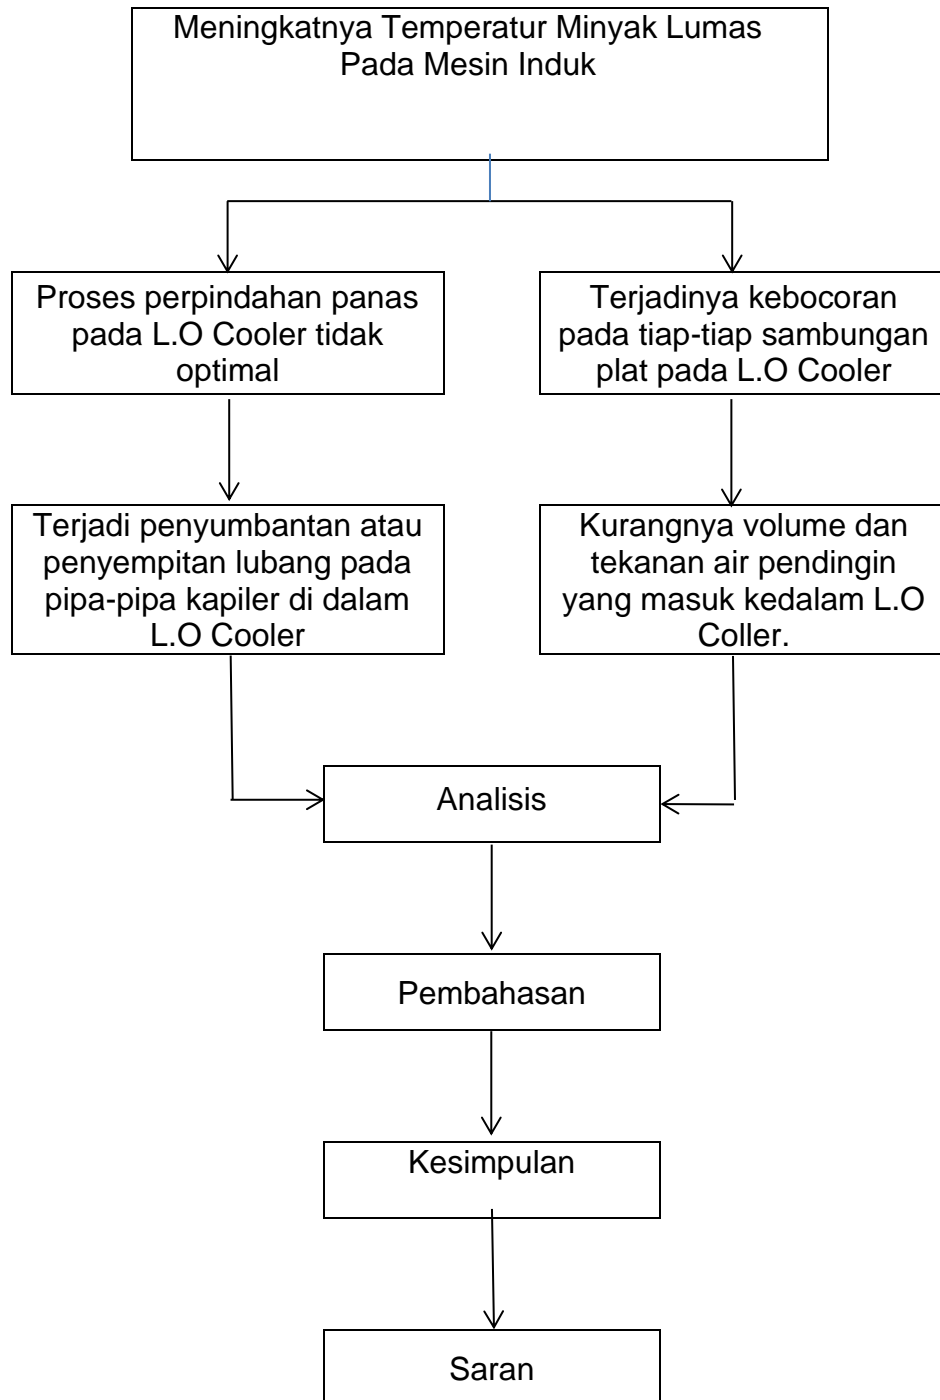 Meningkatnya Temperatur Minyak Lumas
Pada Mesin Induk
Proses perpindahan panas
pada L.O Cooler tidak
optimal
Terjadinya kebocoran
pada tiap-tiap sambungan
plat pada L.O Cooler
Terjadi penyumbantan atau
penyempitan lubang pada
pipa-pipa kapiler di dalam
L.O Cooler
Kurangnya volume dan
tekanan air pendingin
yang masuk kedalam L.O
Coller.
Analisis
Pembahasan
Kesimpulan
Saran